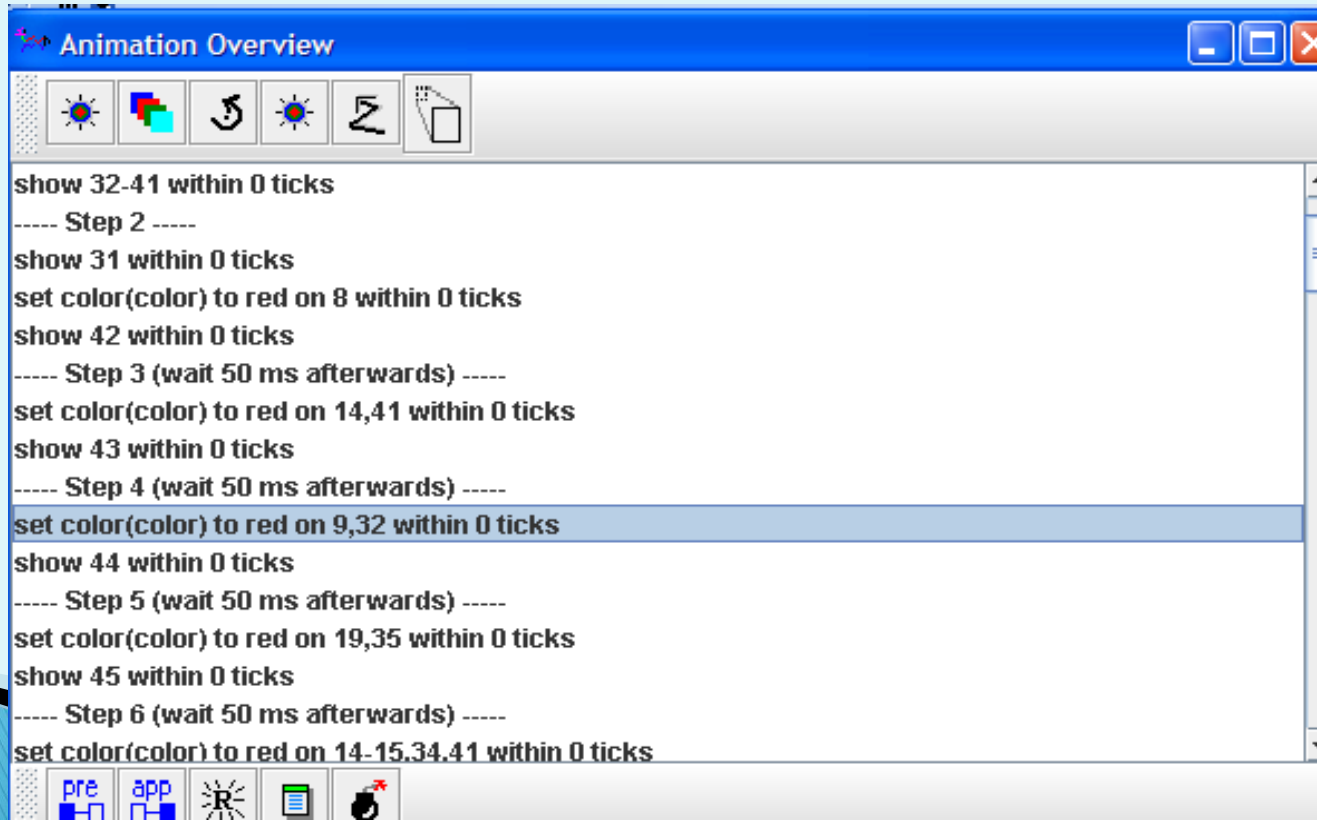 Animation Overview
show 32-41 within 0 ticks
----- Step 2 -----
show 31 within 0 ticks
set color(color) to red on 8 within 0 ticks
show 42 within 0 ticks
----- Step 3 (wait 50 ms afterwards) -----
set color(color) to red on 14,41 within 0 ticks
show 43 within 0 ticks
----- Step 4 (wait 50 ms afterwards) -----
set color(color) to red on 9,32 within 0 ticks
show 44 within 0 ticks
----- Step 5 (wait 50 ms afterwards) -----
set color(color) to red on 19,35 within 0 ticks
show 45 within 0 ticks
----- Step 6 (wait 50 ms afterwards) -----
set color(color) to red on 14-15,34,41 within 0 ticks
pre app R